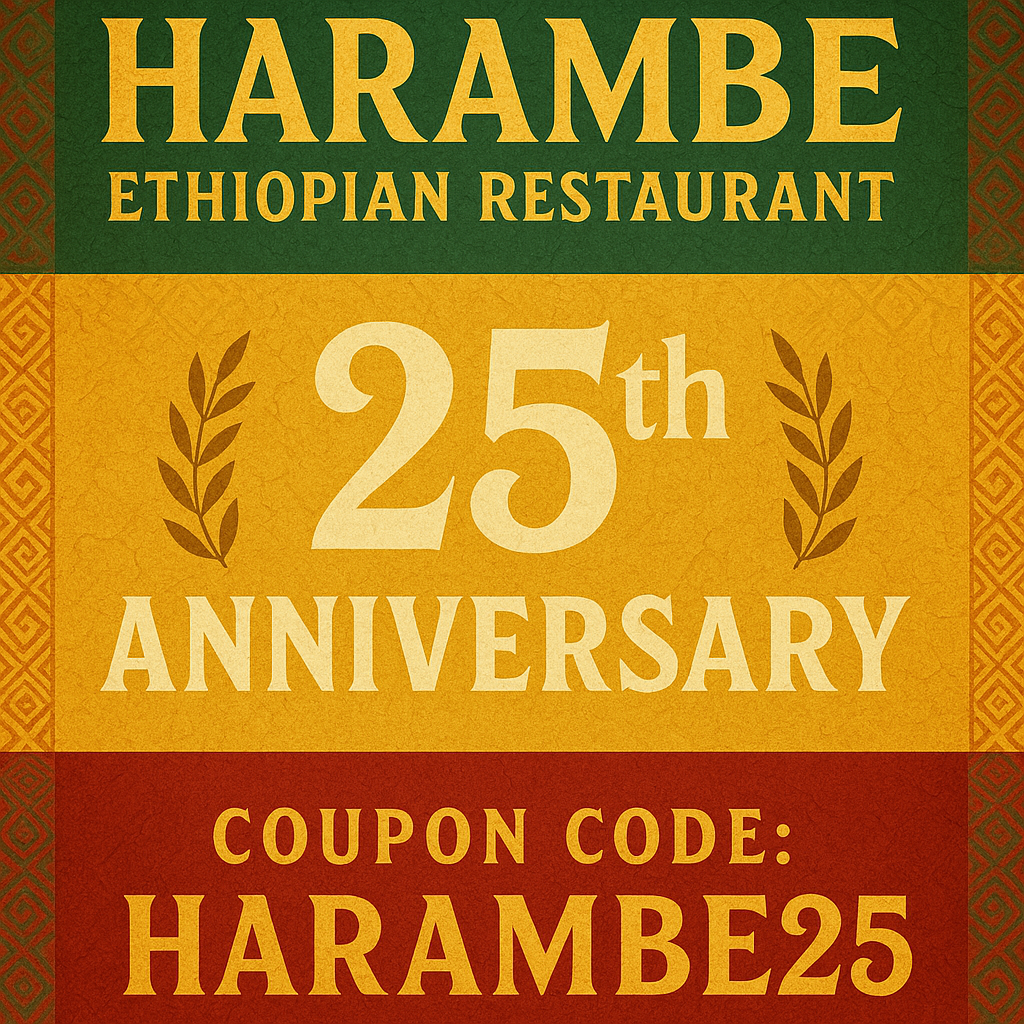 HARAMBE
ETHIOPIAN RESTAURANT
25th
ANNIVERSARY
COUPON CODE:
HARAMBE25